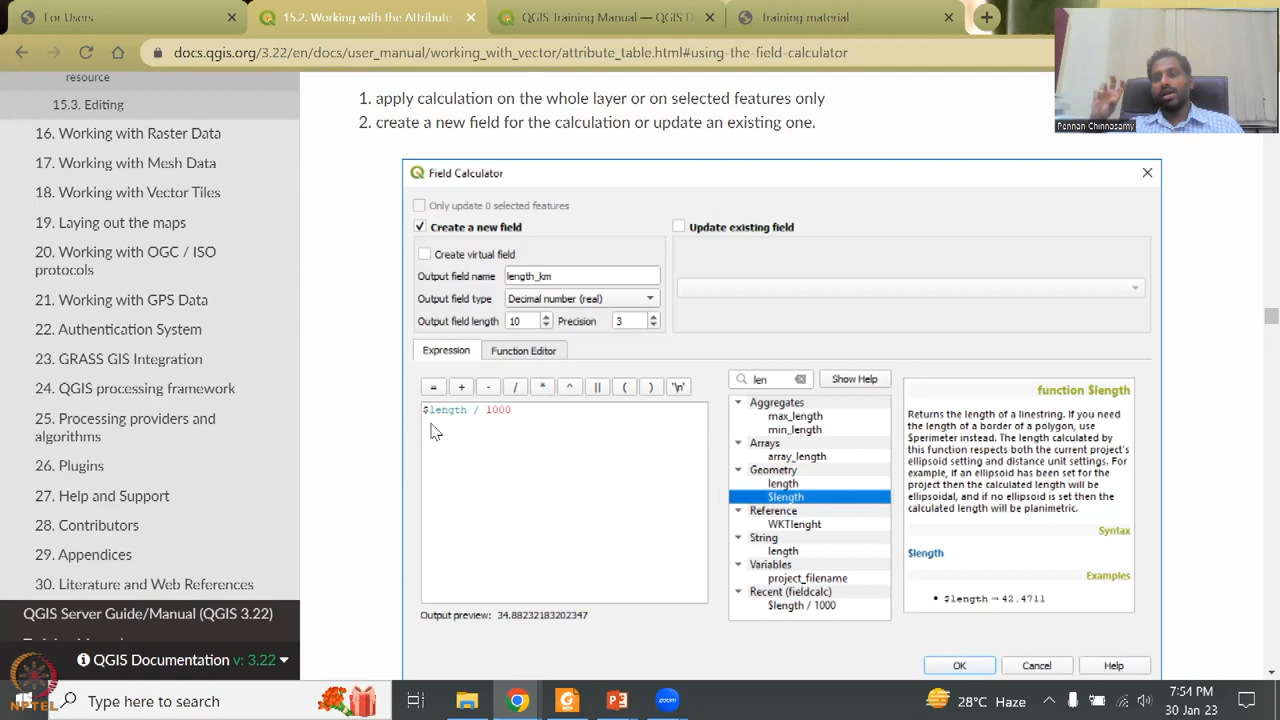 For Users
15.2. Working with the Attribute
QGIS Training Manual — QGIS D
Training material
docs.qgis.org/3.22/en/docs/user_manual/working_with_vector/attribute_table.html#using-the-field-calculator
resource
15.3. Editing
16. Working with Raster Data
17. Working with Mesh Data
18. Working with Vector Tiles
19. Laying out the maps
20. Working with OGC / ISO
protocols
21. Working with GPS Data
22. Authentication System
23. GRASS GIS Integration
24. QGIS processing framework
25. Processing providers and
algorithms
26. Plugins
27. Help and Support
28. Contributors
29. Appendices
30. Literature and Web References
QGIS Server Guide/Manual (QGIS 3.22)
QGIS Documentation v: 3.22
1. apply calculation on the whole layer or on selected features only
2. create a new field for the calculation or update an existing one.
Pennan Chinnasamy
Field Calculator
Only update 0 selected features
Create a new field
Update existing field
Create virtual field
Output field name length_km
Output field type Decimal number (real)
Output field length 10 Precision 3
Expression Function Editor
= + - / * ^ || ( ) '\n'
len
Show Help
$length / 1000
Output preview: 34.88232183202347
Aggregates
max_length
min_length
Arrays
array_length
Geometry
length
$length
Reference
WKTlenght
String
length
Variables
project_filename
Recent (fieldcalc)
$length / 1000
function $length
Returns the length of a linestring. If you need
the length of a border of a polygon, use
$perimeter instead. The length calculated by
this function respects both the current project's
ellipsoid setting and distance unit settings. For
example, if an ellipsoid has been set for the
project then the calculated length will be
ellipsoidal, and if no ellipsoid is set then the
calculated length will be planimetric.
Syntax
$length
Examples
• $length → 42.4711
OK Cancel Help
NPTEL
Type here to search
zoom
28°C Haze
7:54 PM
30 Jan 23